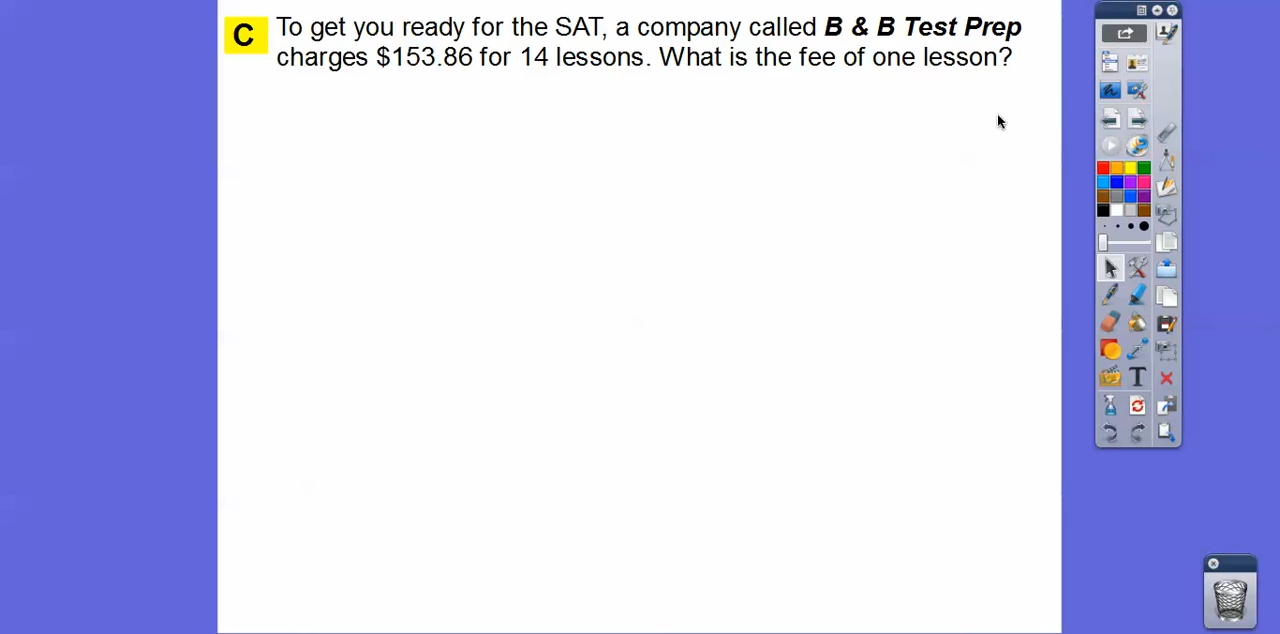 C To get you ready for the SAT, a company called B & B Test Prep
charges $153.86 for 14 lessons. What is the fee of one lesson?
T